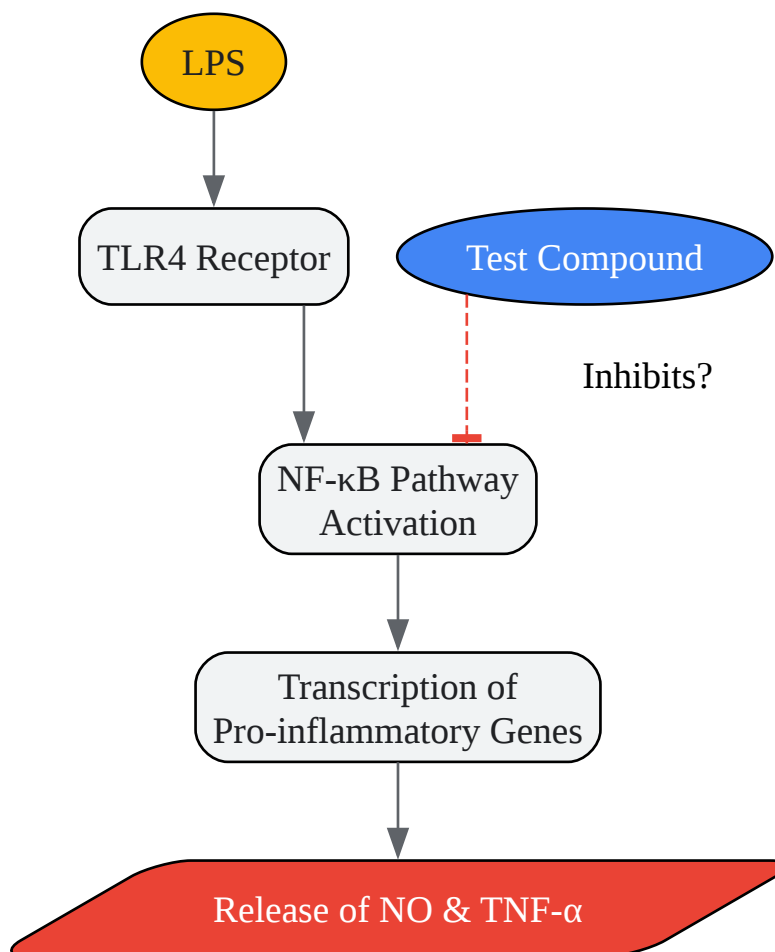 LPS
TLR4 Receptor
Test Compound
Inhibits?
NF-κB Pathway
Activation
Transcription of
Pro-inflammatory Genes
Release of NO & TNF-α